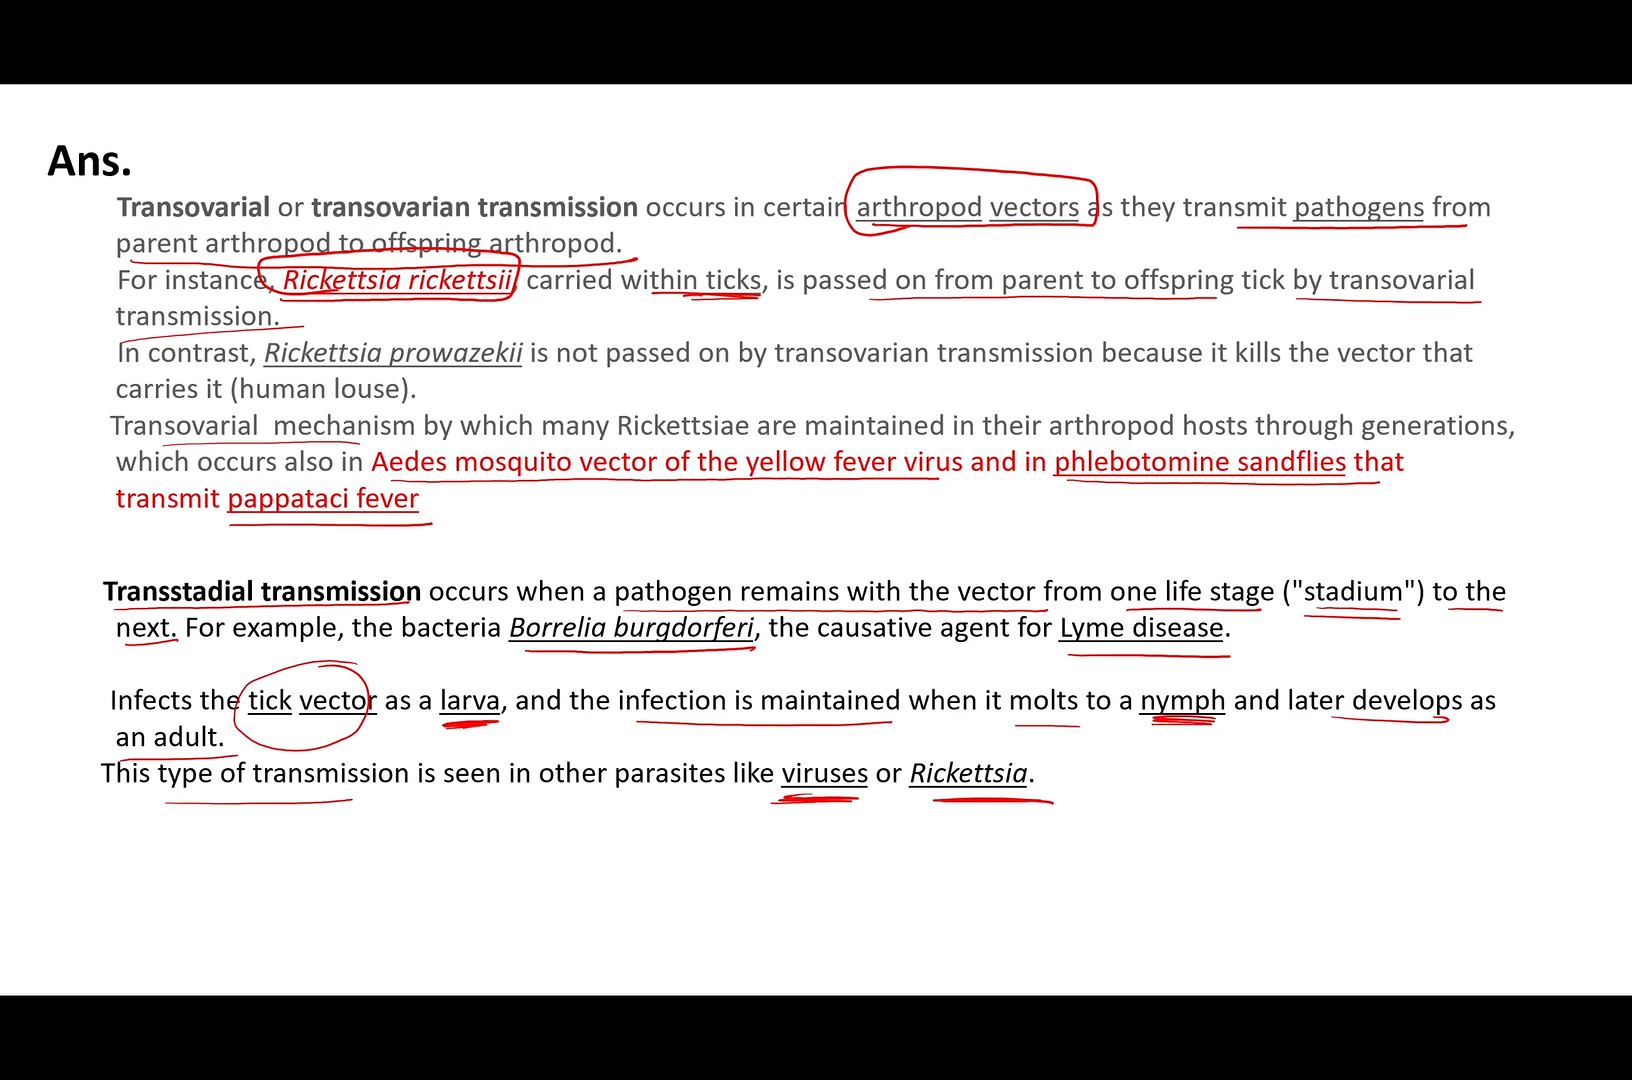 Ans.
Transovarial or transovarian transmission occurs in certain arthropod vectors as they transmit pathogens from
parent arthropod to offspring arthropod.
For instance, Rickettsia rickettsii, carried within ticks, is passed on from parent to offspring tick by transovarial
transmission.
In contrast, Rickettsia prowazekii is not passed on by transovarian transmission because it kills the vector that
carries it (human louse).
Transovarial mechanism by which many Rickettsiae are maintained in their arthropod hosts through generations,
which occurs also in Aedes mosquito vector of the yellow fever virus and in phlebotomine sandflies that
transmit pappataci fever
Transstadial transmission occurs when a pathogen remains with the vector from one life stage ("stadium") to the
next. For example, the bacteria Borrelia burgdorferi, the causative agent for Lyme disease.
Infects the tick vector as a larva, and the infection is maintained when it molts to a nymph and later develops as
an adult.
This type of transmission is seen in other parasites like viruses or Rickettsia.